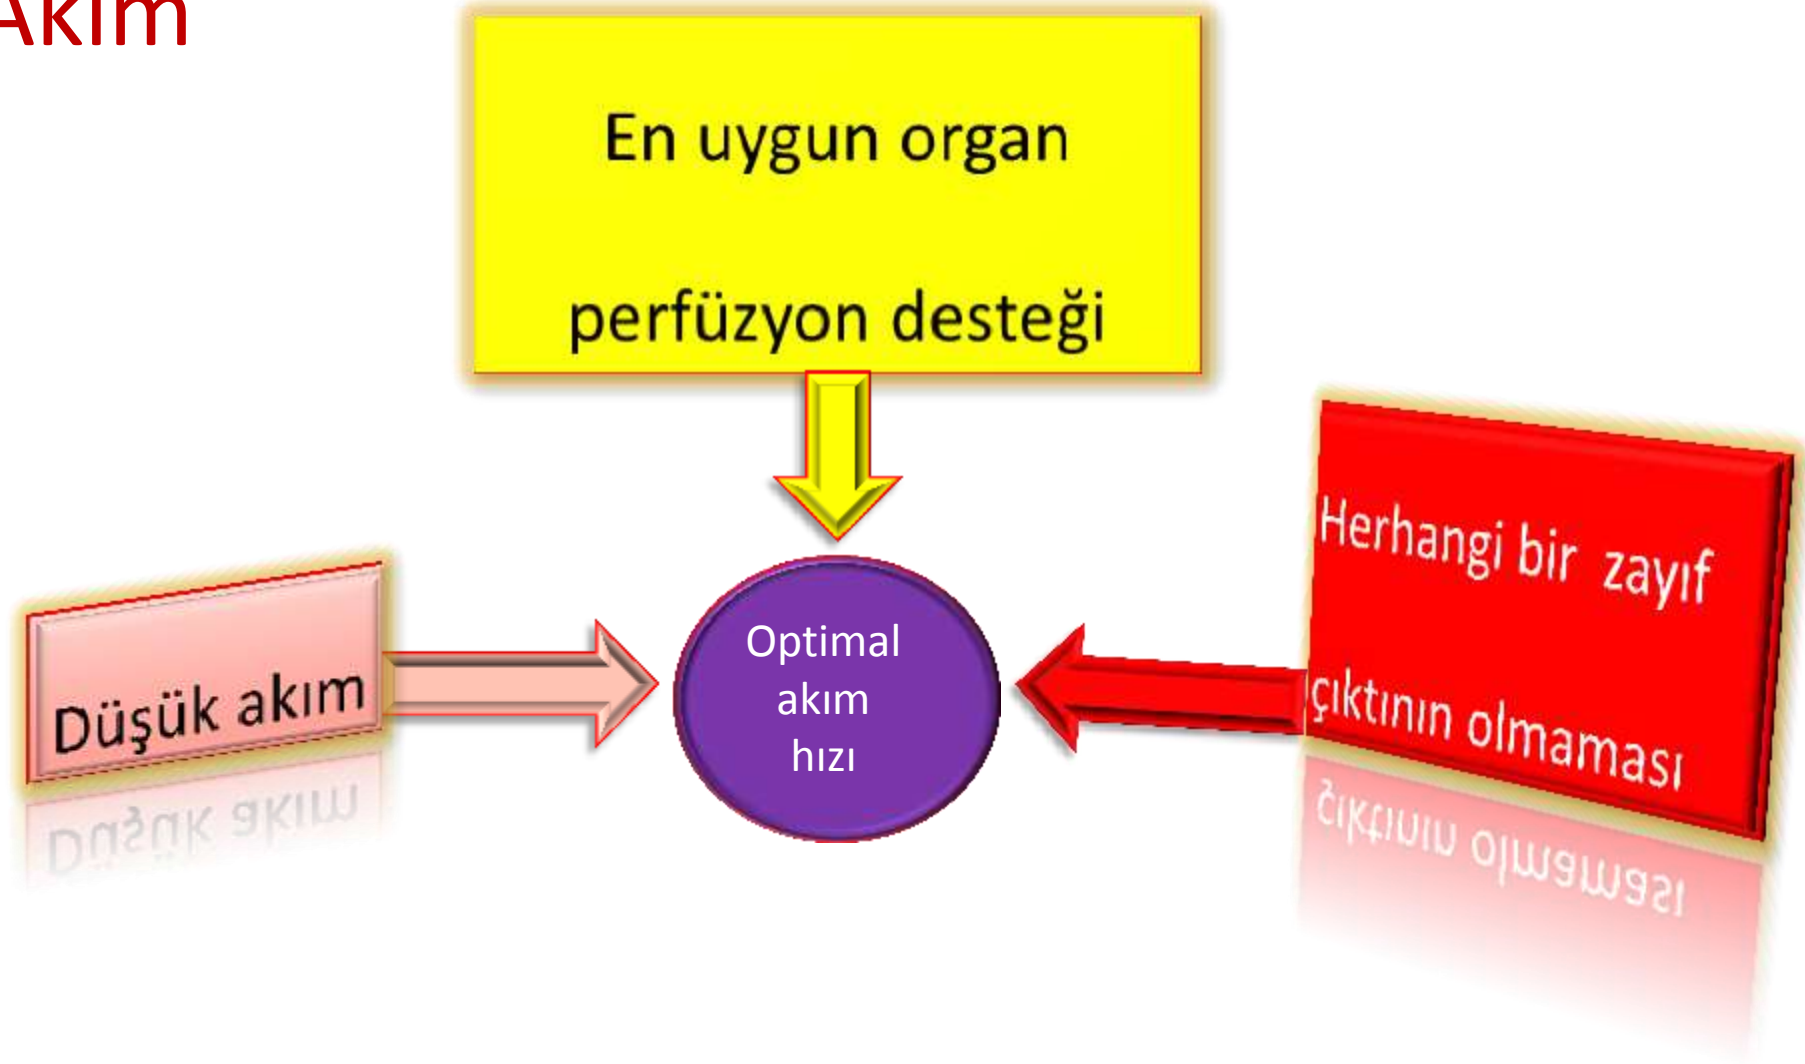 Akım
En uygun organ
perfüzyon desteği
Herhangi bir zayıf
çıktının olmaması
Düşük akım
Optimal
akım
hızı